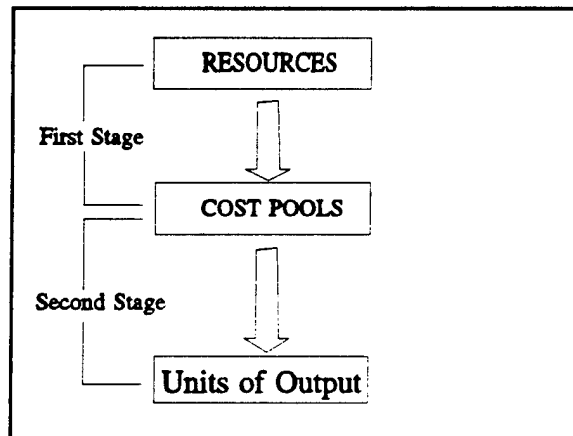 RESOURCES
First Stage
COST POOLS
Second Stage
Units of Output